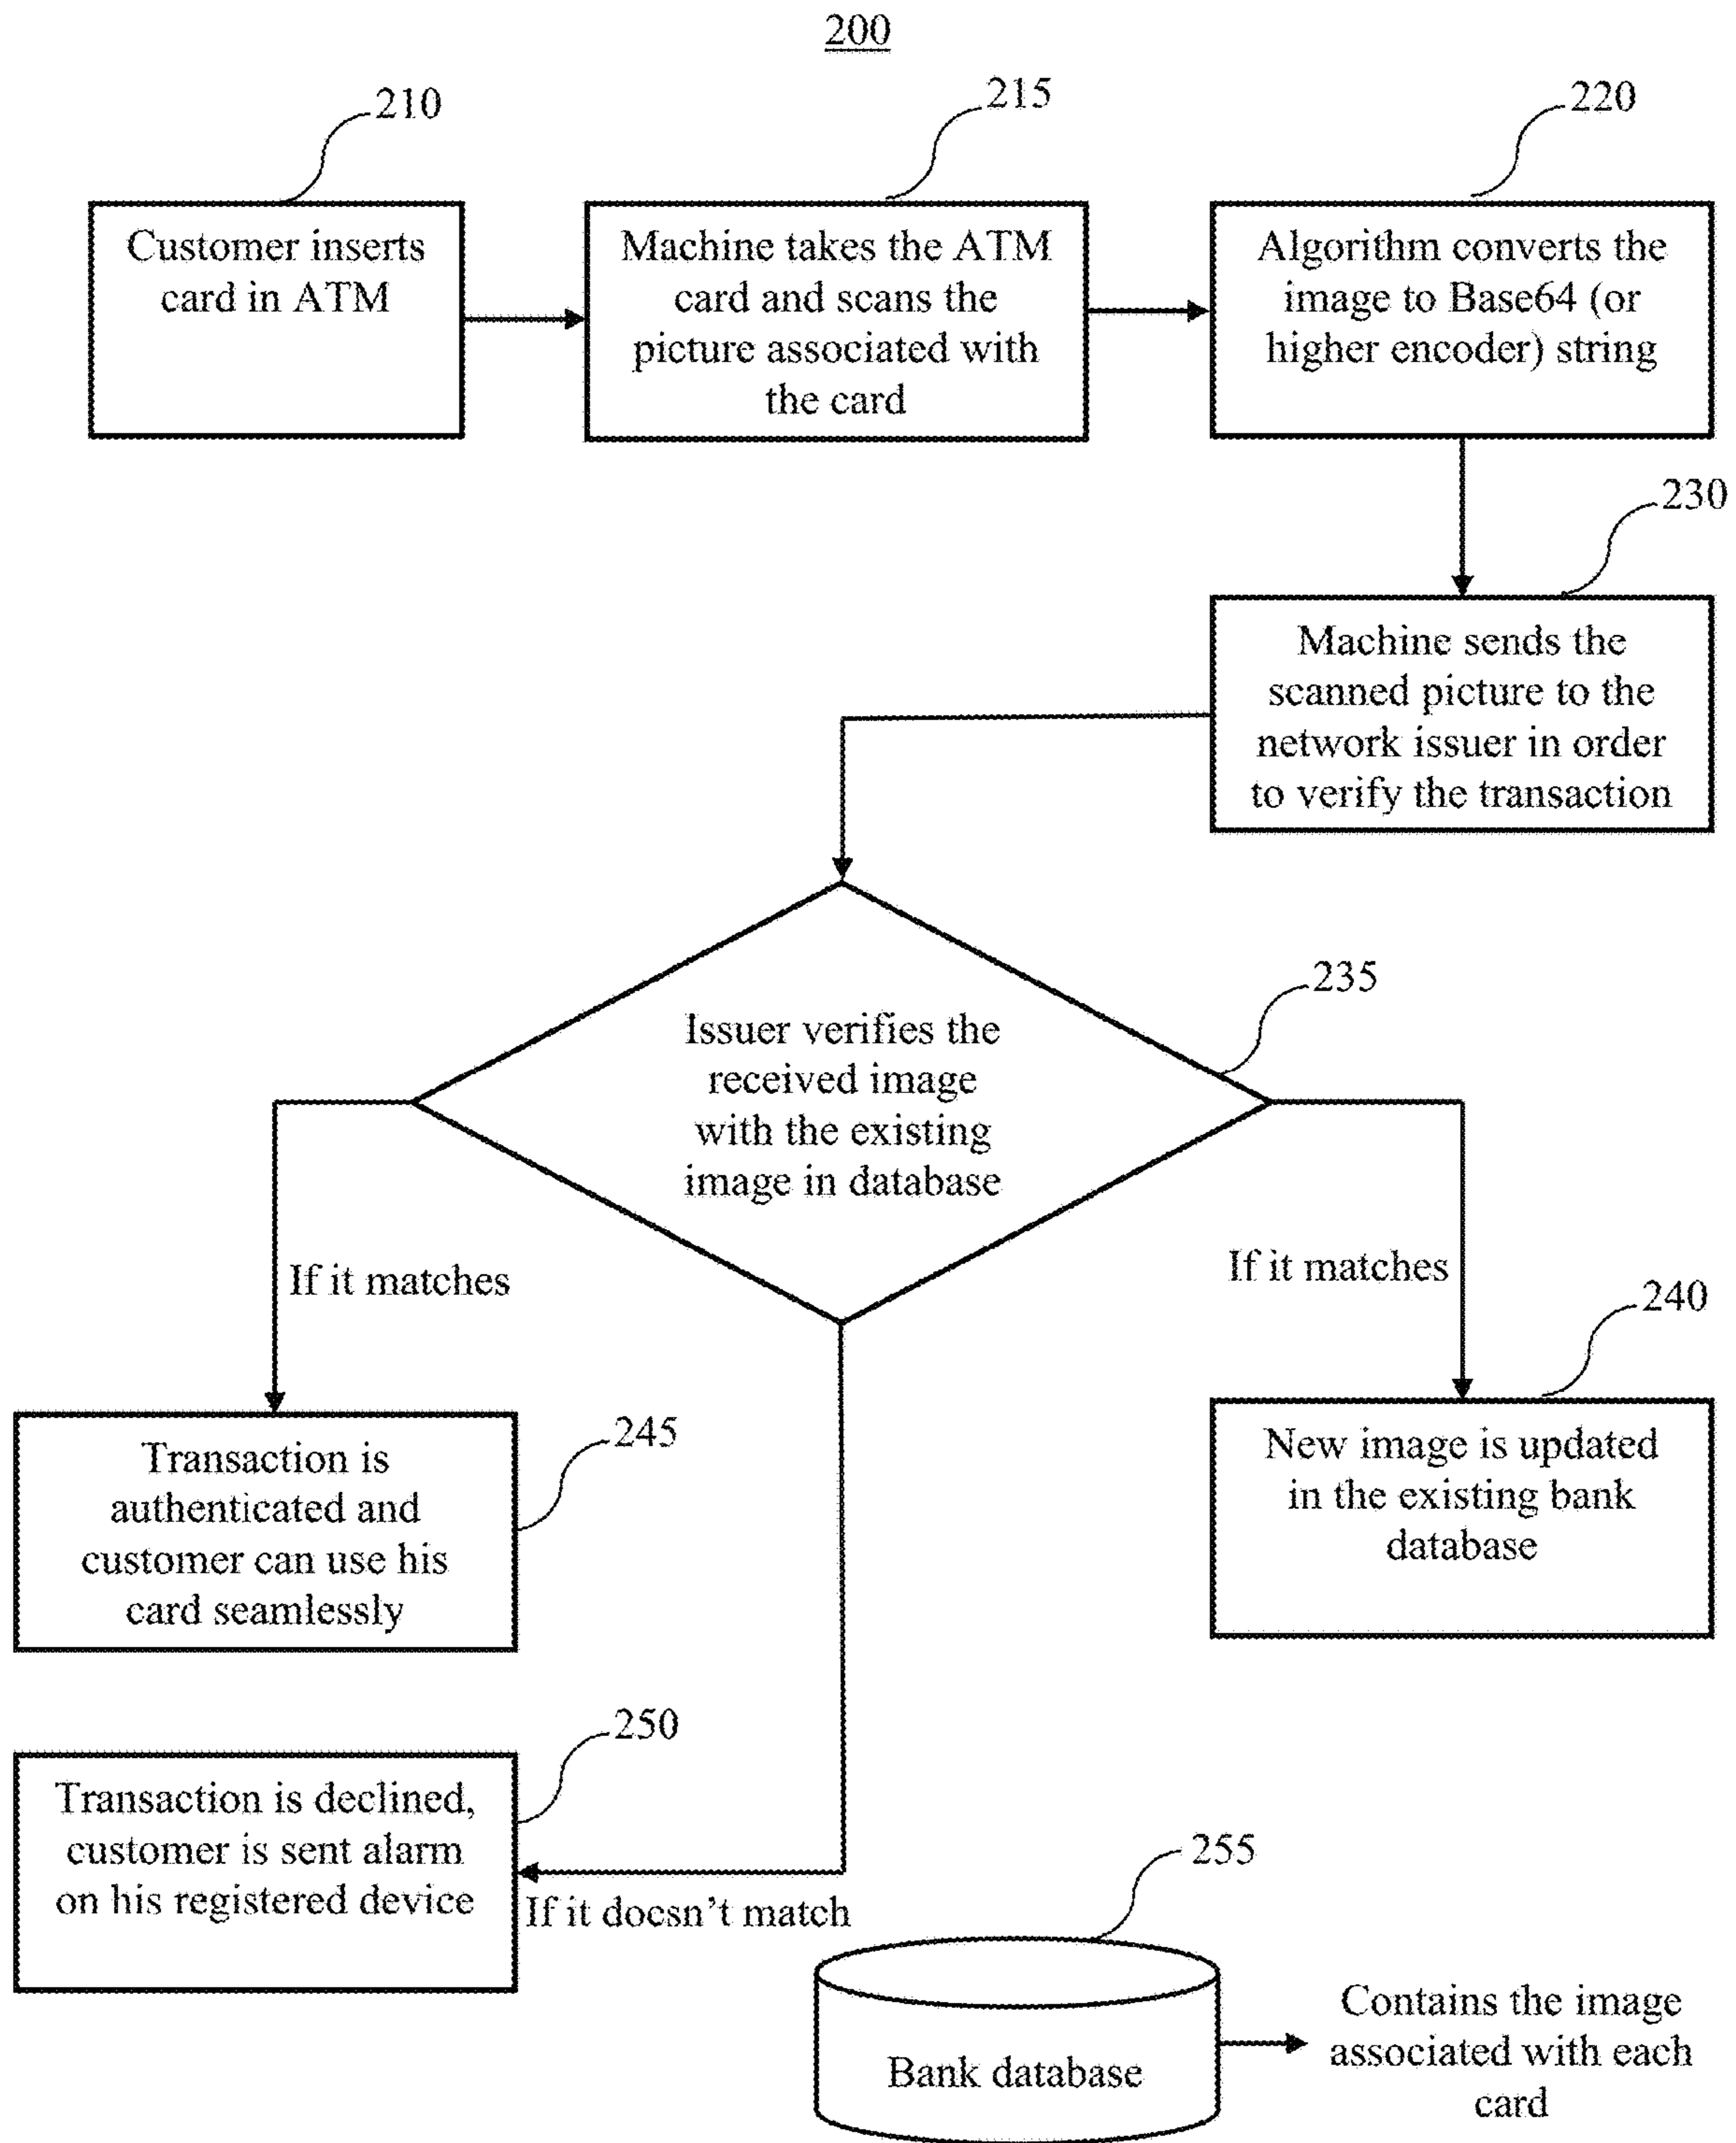 200
210
215
220
Customer inserts
card in ATM
Machine takes the ATM
card and scans the
picture associated with
the card
Algorithm converts the
image to Base64 (or
higher encoder) string
230
Machine sends the
scanned picture to the
network issuer in order
to verify the transaction
235
Issuer verifies the
received image
with the existing
image in database
If it matches
If it matches
240
245
Transaction is
authenticated and
customer can use his
card seamlessly
New image is updated
in the existing bank
database
250
Transaction is declined,
customer is sent alarm
on his registered device
If it doesn't match
255
Bank database
Contains the image
associated with each
card